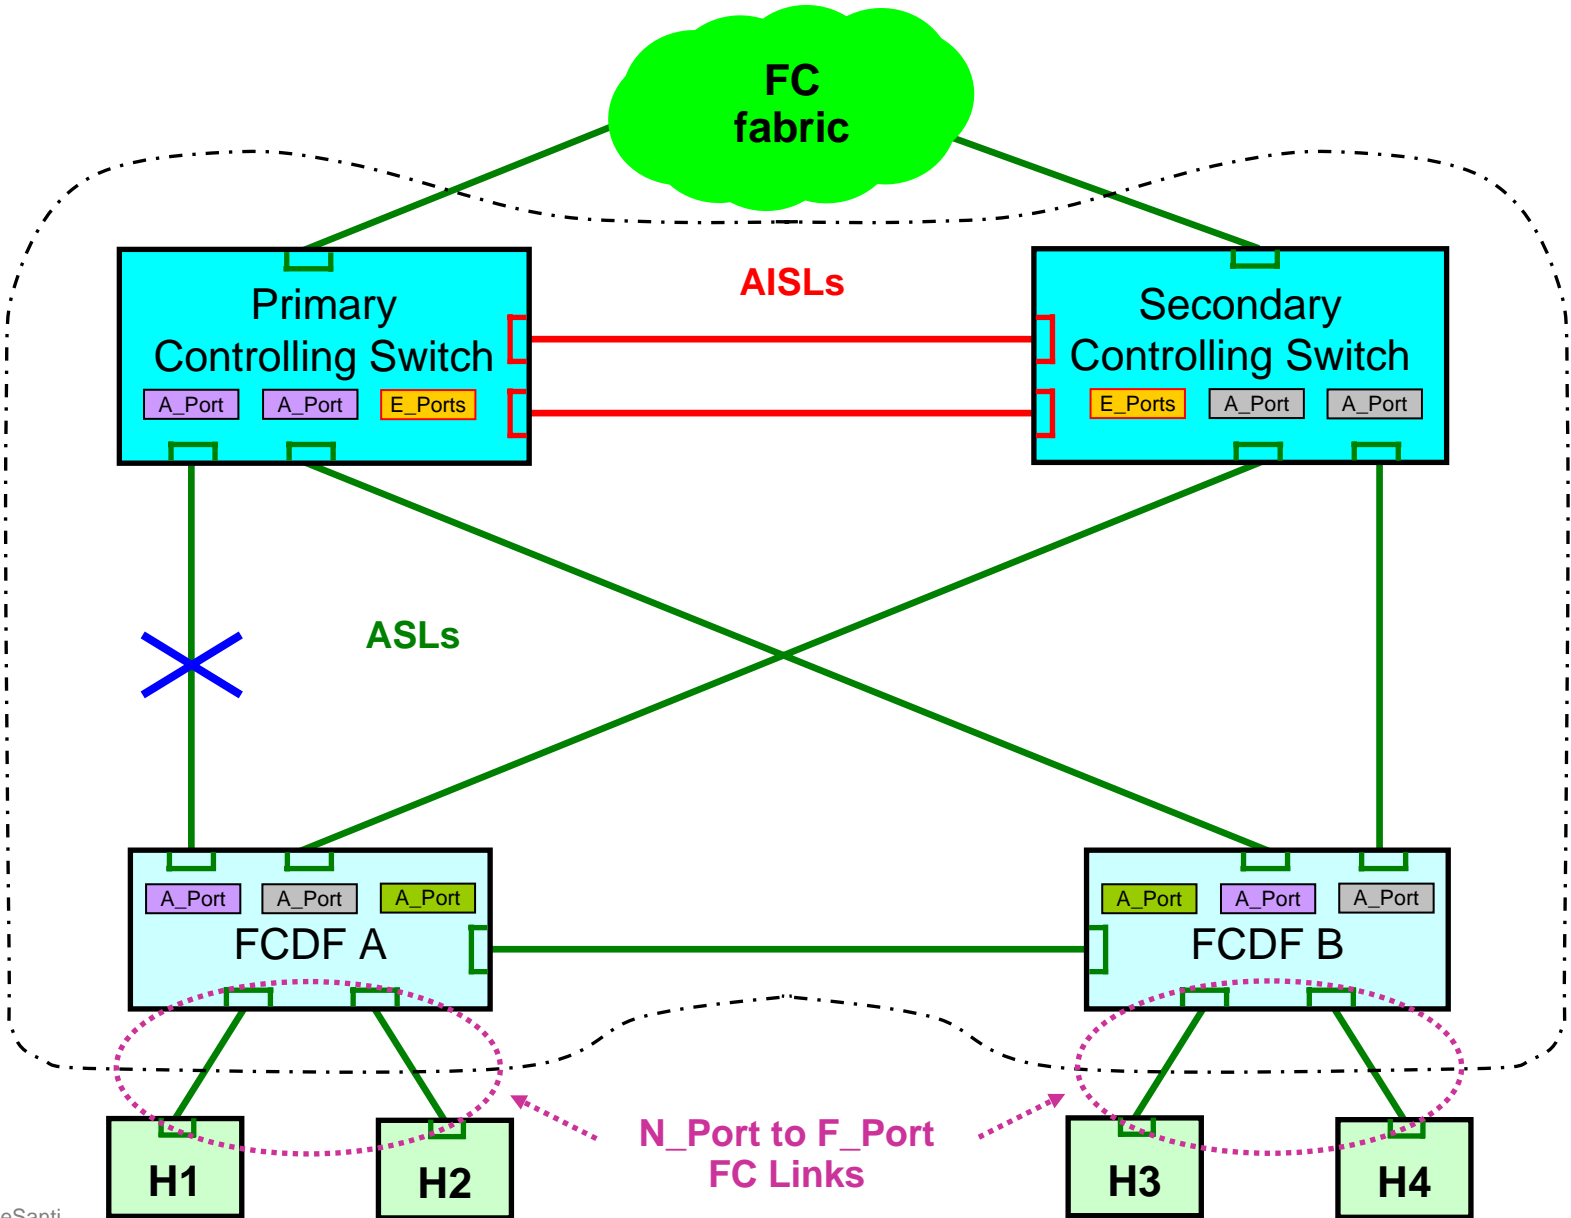 FC
fabric
AISLs
Primary
Controlling Switch
A_Port
A_Port
E_Ports
Secondary
Controlling Switch
E_Ports
A_Port
A_Port
ASLs
A_Port
A_Port
A_Port
FCDF A
A_Port
A_Port
A_Port
FCDF B
N_Port to F_Port
FC Links
H1
H2
H3
H4